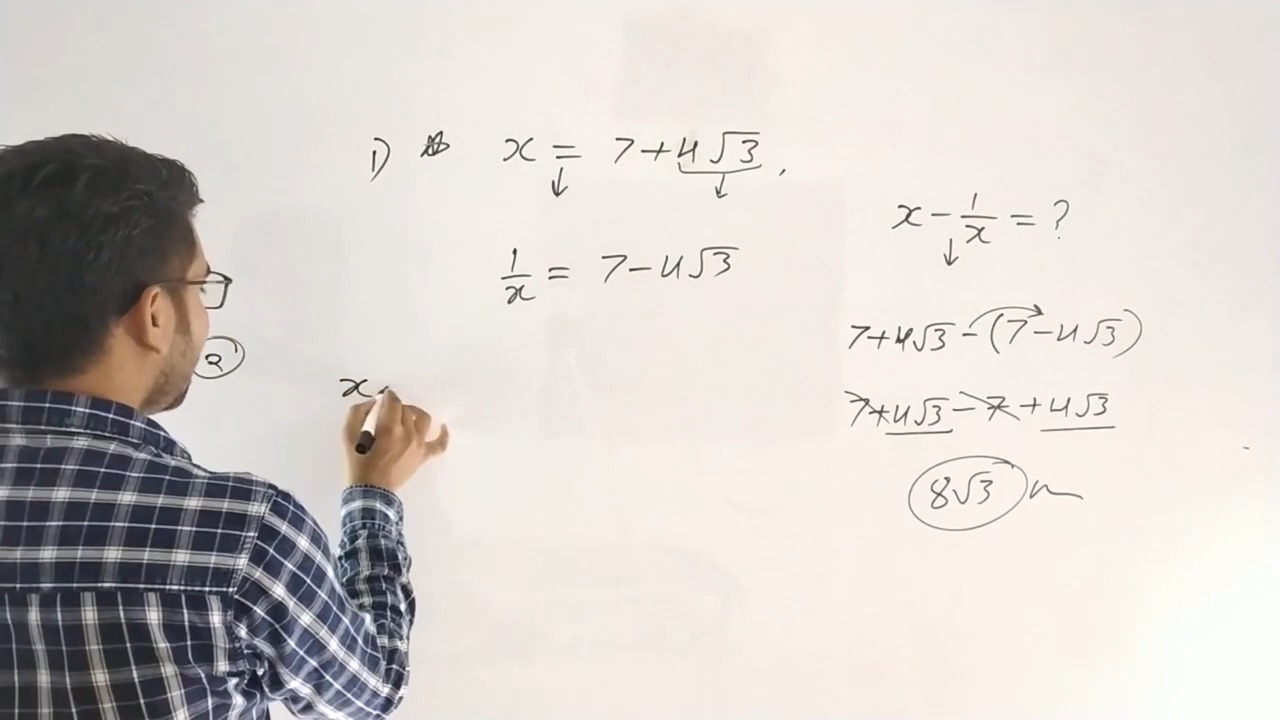 1) x = 7+4√3,
1/x = 7-4√3
x - 1/x = ?
7+4√3 - (7-4√3)
7+4√3 - 7 + 4√3
8√3
2
x